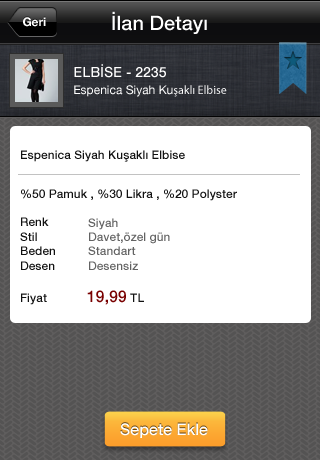 Geri
İlan Detayı
ELBİSE - 2235
Espenica Siyah Kuşaklı Elbise
Espenica Siyah Kuşaklı Elbise
%50 Pamuk , %30 Likra , %20 Polyster
Renk Siyah
Stil Davet,özel gün
Beden Standart
Desen Desensiz
Fiyat 19,99 TL
Sepete Ekle